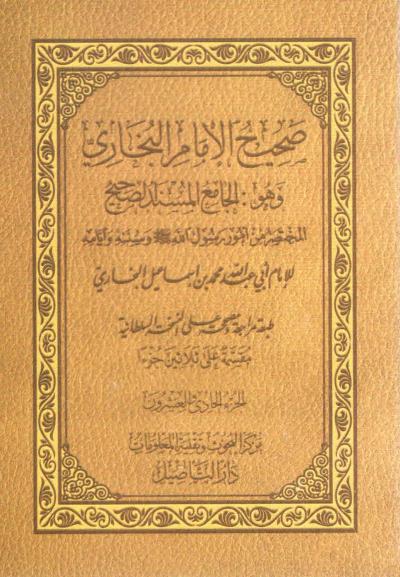 صحيح الإمام البخاري
وهو: الجامع المسند الصحيح
المختصر من أمور رسول الله ﷺ وسننه وأيامه
للإمام أبي عبد الله محمد بن إسماعيل البخاري
طبعة مراجعة مصححة على النسخة السلطانية
مقسمة على ثلاثين جزءا
الجزء الحادي والعشرون
مركز البحوث وتقنية المعلومات
دار التأصيل